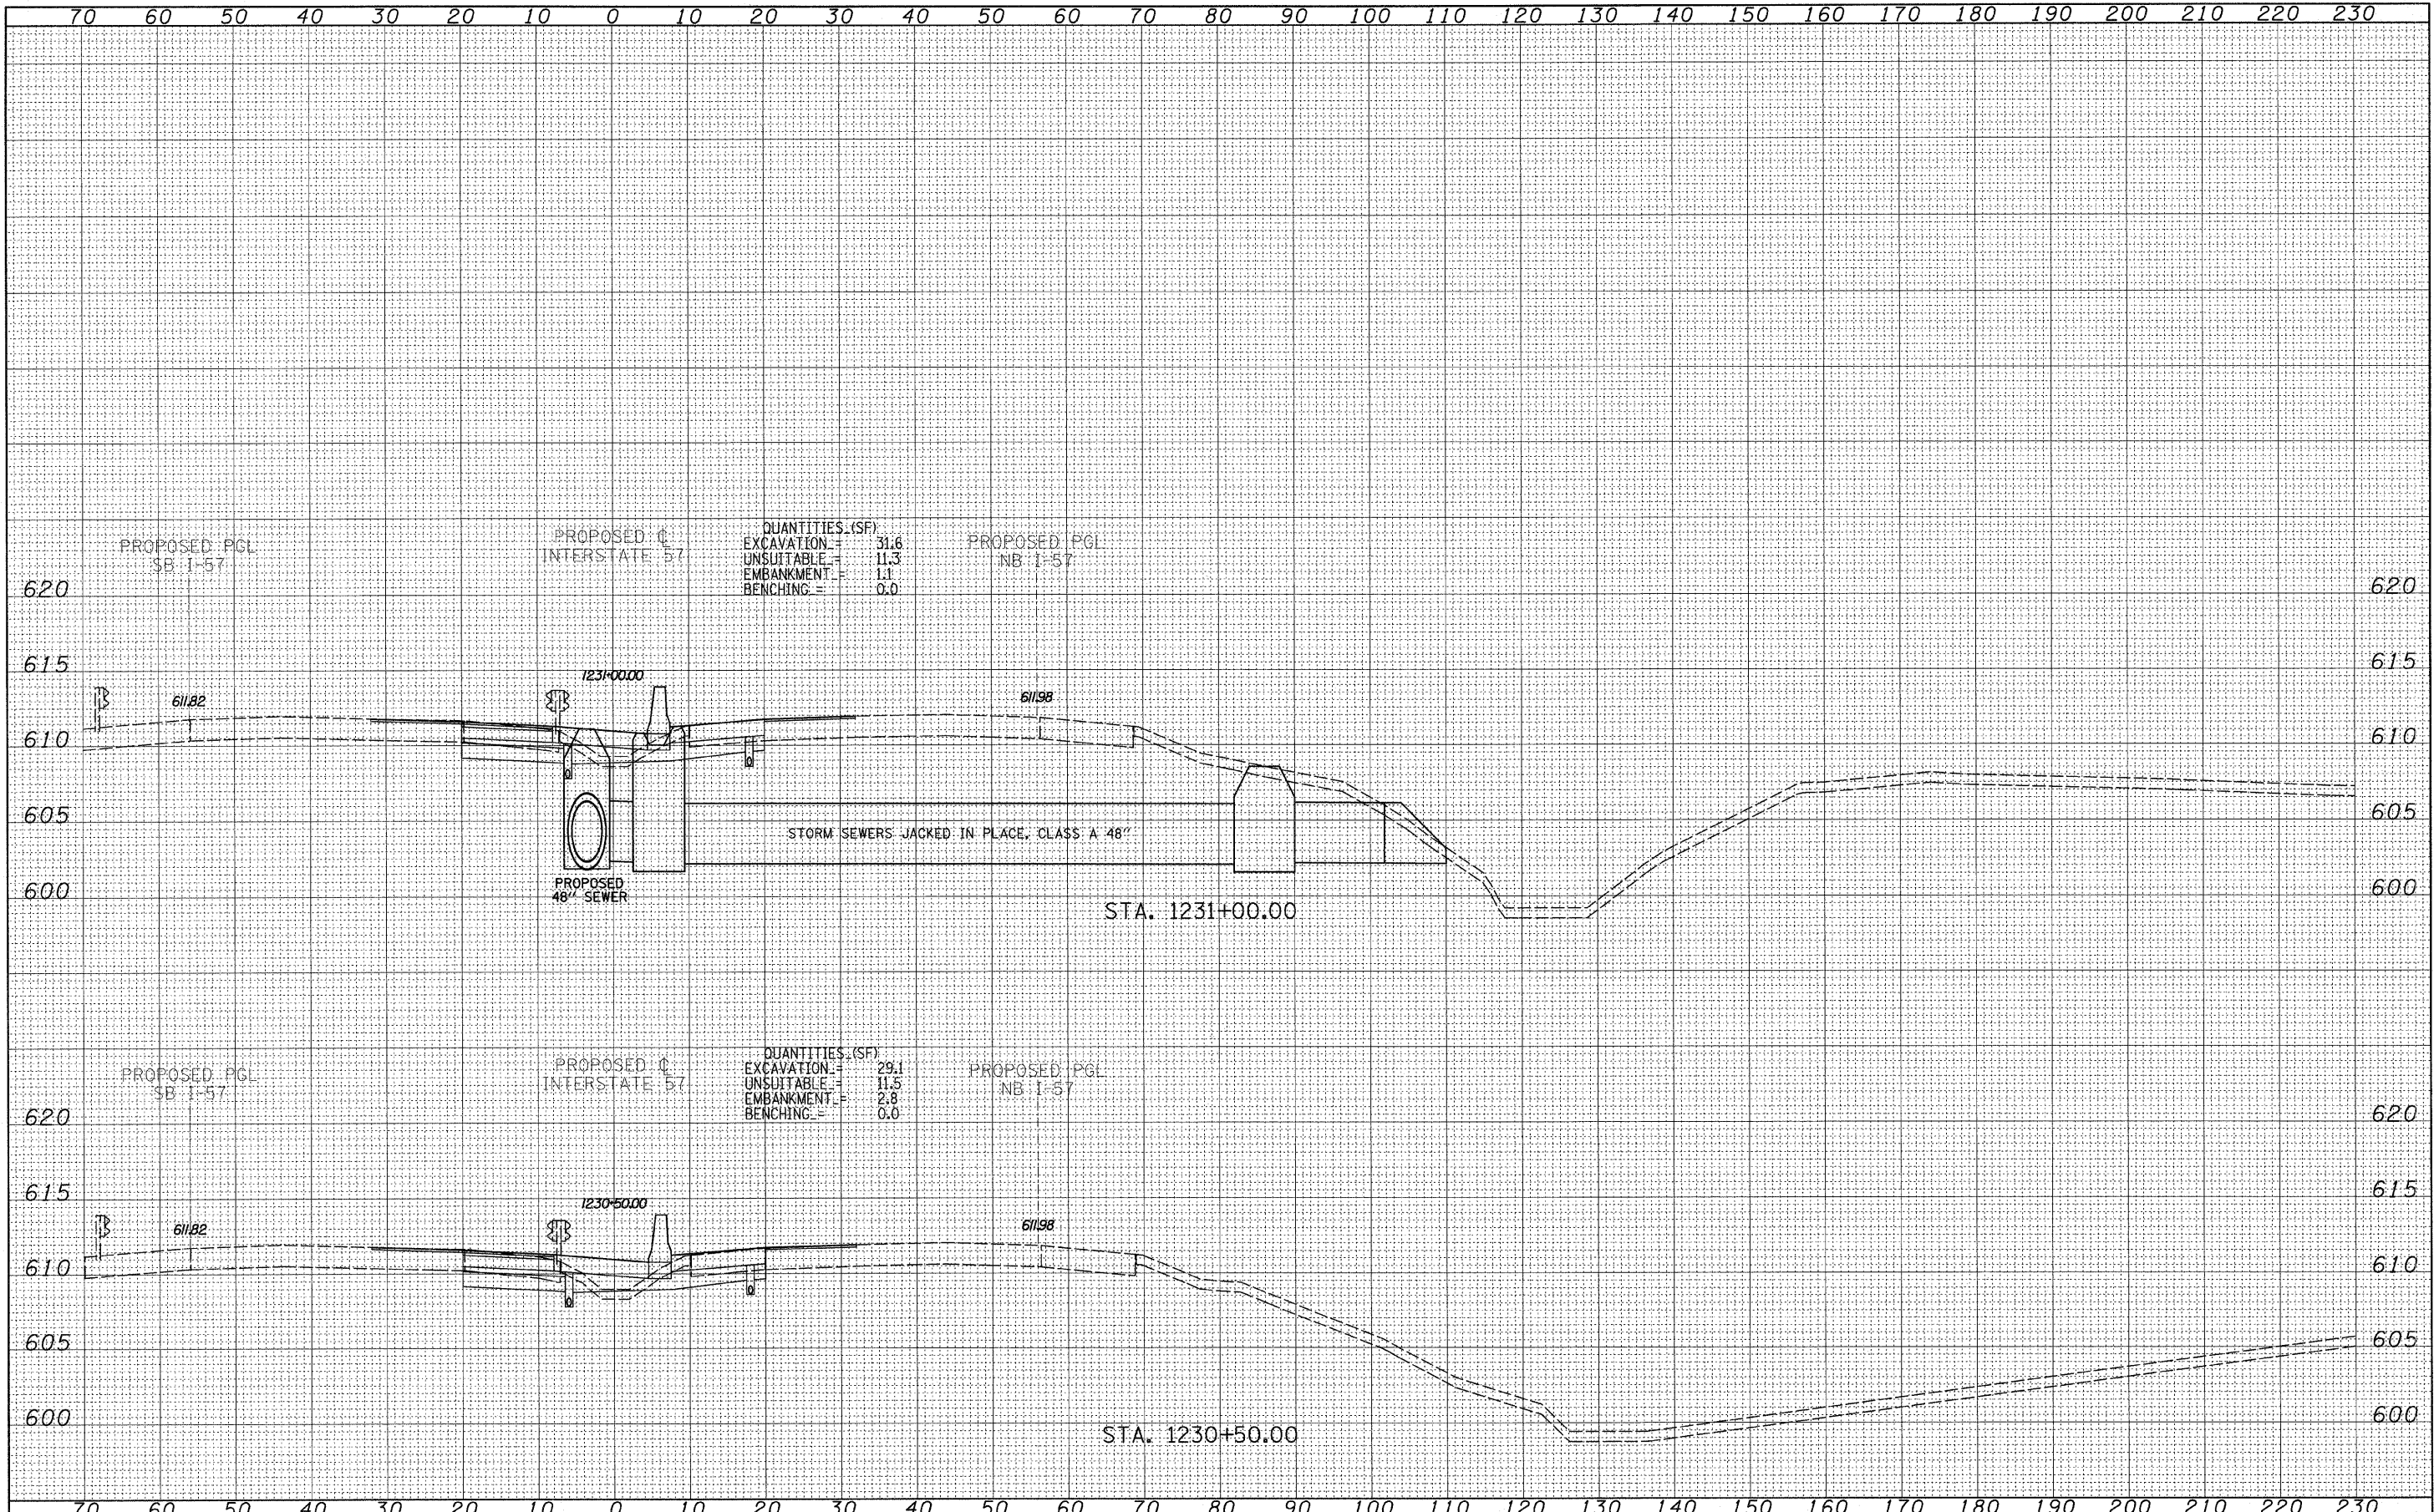 70 60 50 40 30 20 10 0 10 20 30 40 50 60 70 80 90 100 110 120 130 140 150 160 170 180 190 200 210 220 230
PROPOSED PGL
SB I-57
PROPOSED ℄
INTERSTATE 57
QUANTITIES (SF)
EXCAVATION = 31.6
UNSUITABLE = 11.3
EMBANKMENT = 1.1
BENCHING = 0.0
PROPOSED PGL
NB I-57
620 620
615 615
1231+00.00
611.82 611.98
610 610
605 605
STORM SEWERS JACKED IN PLACE, CLASS A 48"
PROPOSED
48" SEWER
600 600
STA. 1231+00.00
PROPOSED PGL
SB I-57
PROPOSED ℄
INTERSTATE 57
QUANTITIES (SF)
EXCAVATION = 29.1
UNSUITABLE = 11.5
EMBANKMENT = 2.8
BENCHING = 0.0
PROPOSED PGL
NB I-57
620 620
615 615
1230+50.00
611.82 611.98
610 610
605 605
600 600
STA. 1230+50.00
70 60 50 40 30 20 10 0 10 20 30 40 50 60 70 80 90 100 110 120 130 140 150 160 170 180 190 200 210 220 230